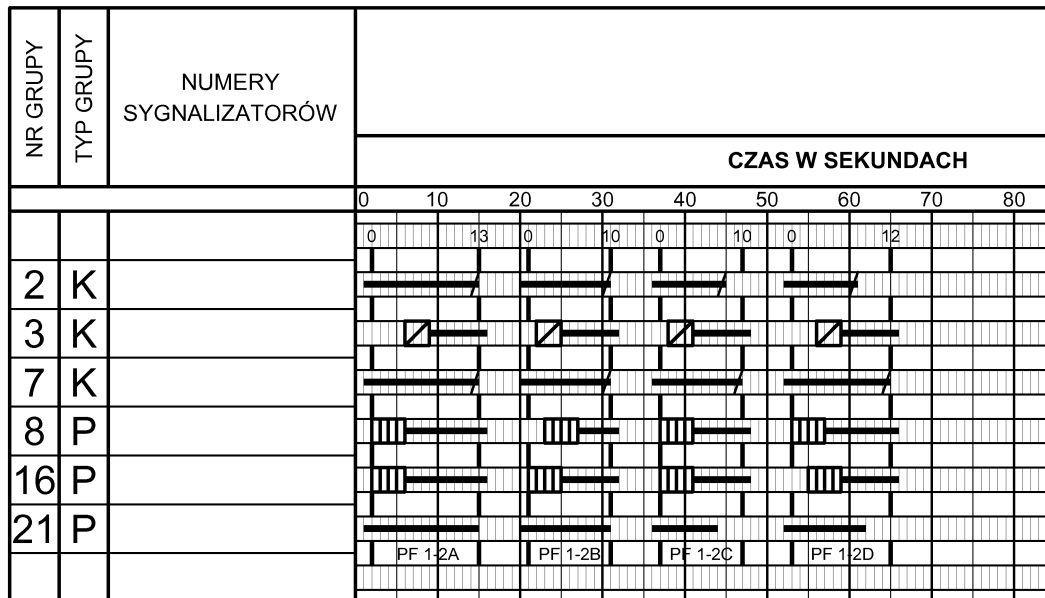 NR GRUPY
TYP GRUPY
NUMERY
SYGNALIZATORÓW
CZAS W SEKUNDACH
0 10 20 30 40 50 60 70 80
0 13 0 10 0 10 0 12
2 K
3 K
7 K
8 P
16 P
21 P
PF 1-2A PF 1-2B PF 1-2C PF 1-2D